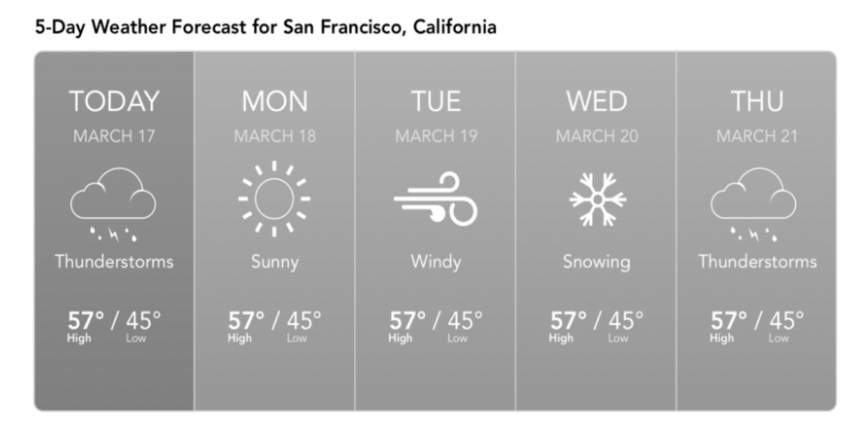 5-Day Weather Forecast for San Francisco, California
TODAY
MARCH 17
Thunderstorms
57° / 45°
High Low
MON
MARCH 18
Sunny
57° / 45°
High Low
TUE
MARCH 19
Windy
57° / 45°
High Low
WED
MARCH 20
Snowing
57° / 45°
High Low
THU
MARCH 21
Thunderstorms
57° / 45°
High Low